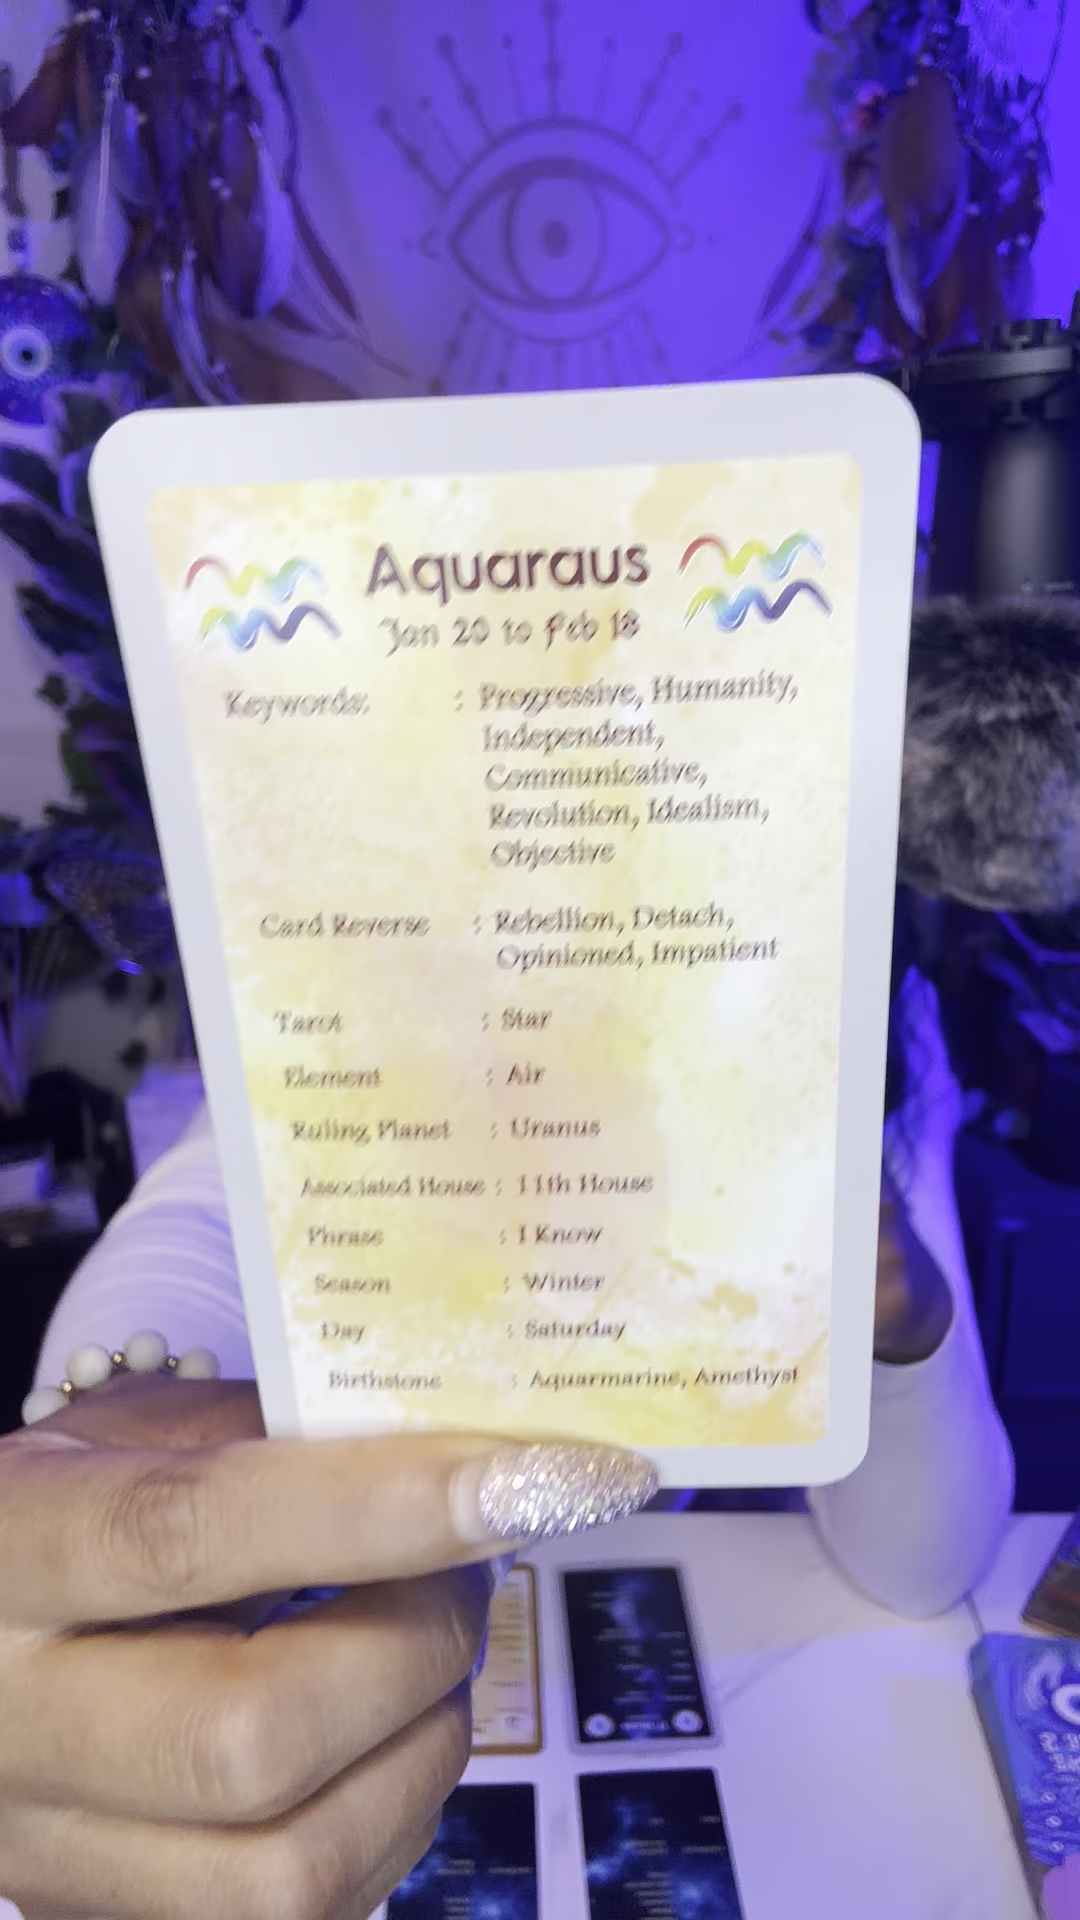 Aquaraus
Jan 20 to Feb 18
Keywords: : Progressive, Humanity,
Independent,
Communicative,
Revolution, Idealism,
Objective
Card Reverse : Rebellion, Detach,
Opinioned, Impatient
Tarot : Star
Element : Air
Ruling Planet : Uranus
Associated House : 11th House
Phrase : I Know
Season : Winter
Day : Saturday
Birthstone : Aquarmarine, Amethyst